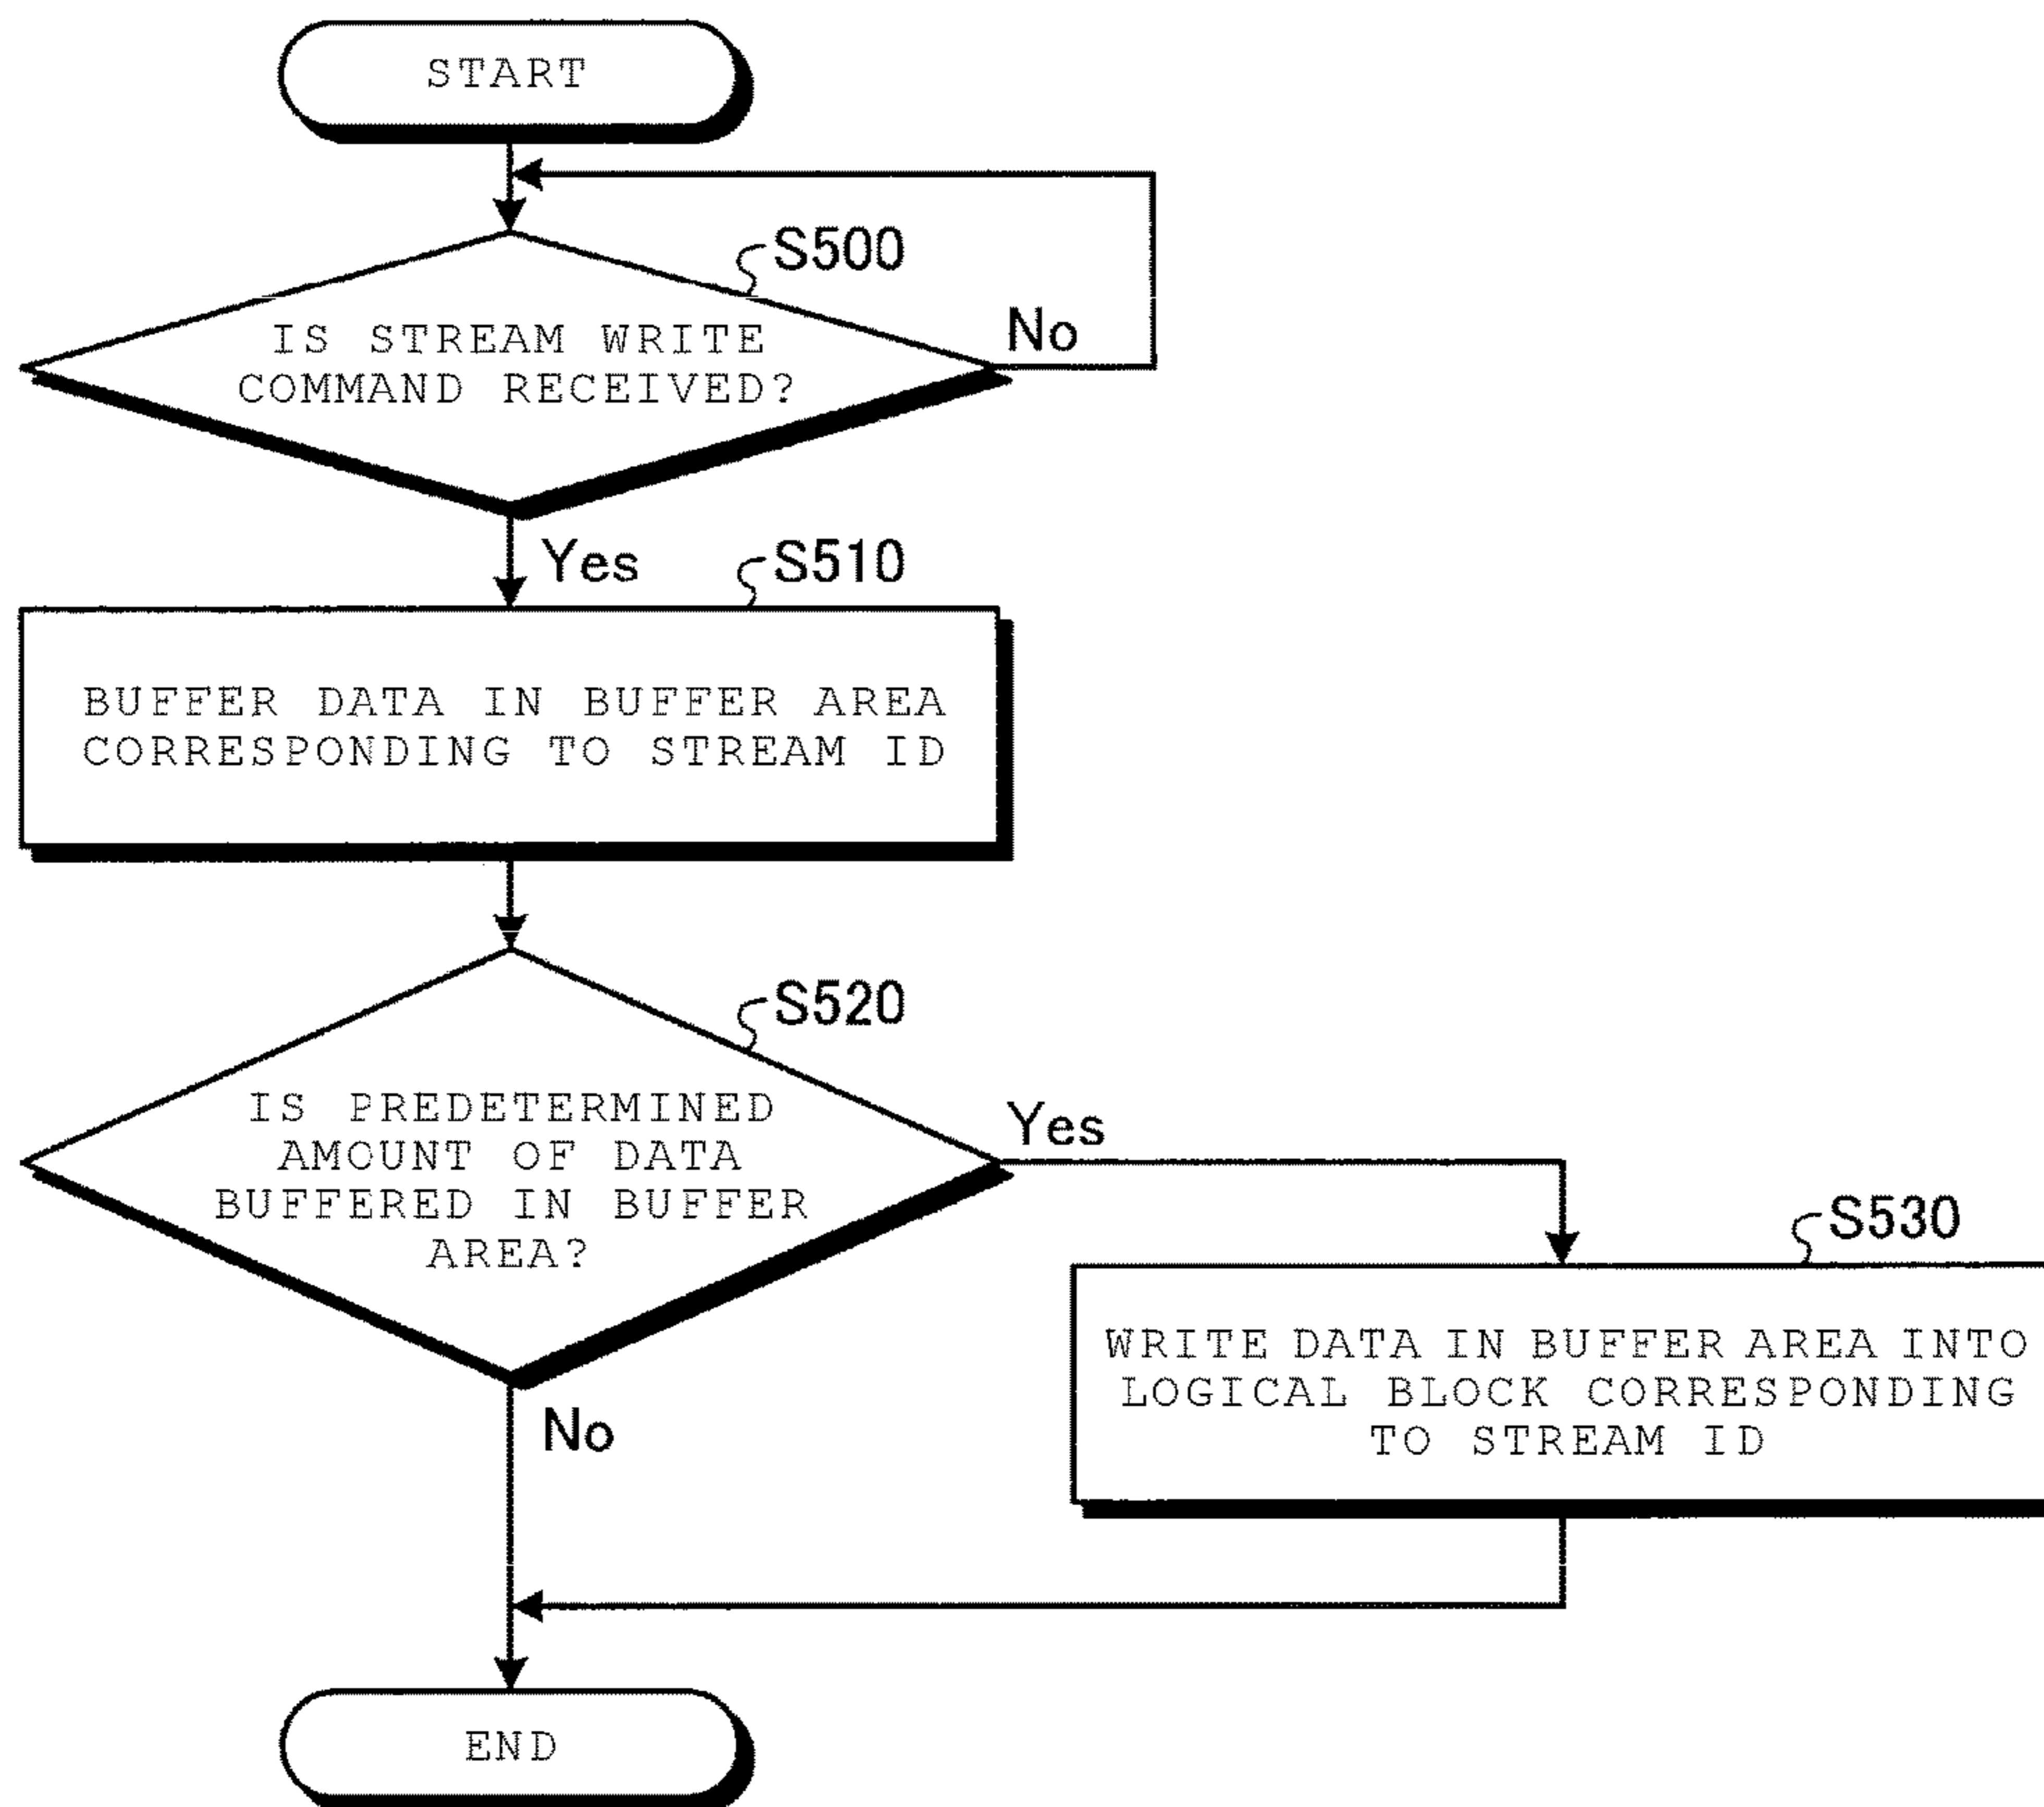 START
S500
IS STREAM WRITE
COMMAND RECEIVED?
No
Yes
S510
BUFFER DATA IN BUFFER AREA
CORRESPONDING TO STREAM ID
S520
IS PREDETERMINED
AMOUNT OF DATA
BUFFERED IN BUFFER
AREA?
Yes
No
S530
WRITE DATA IN BUFFER AREA INTO
LOGICAL BLOCK CORRESPONDING
TO STREAM ID
END